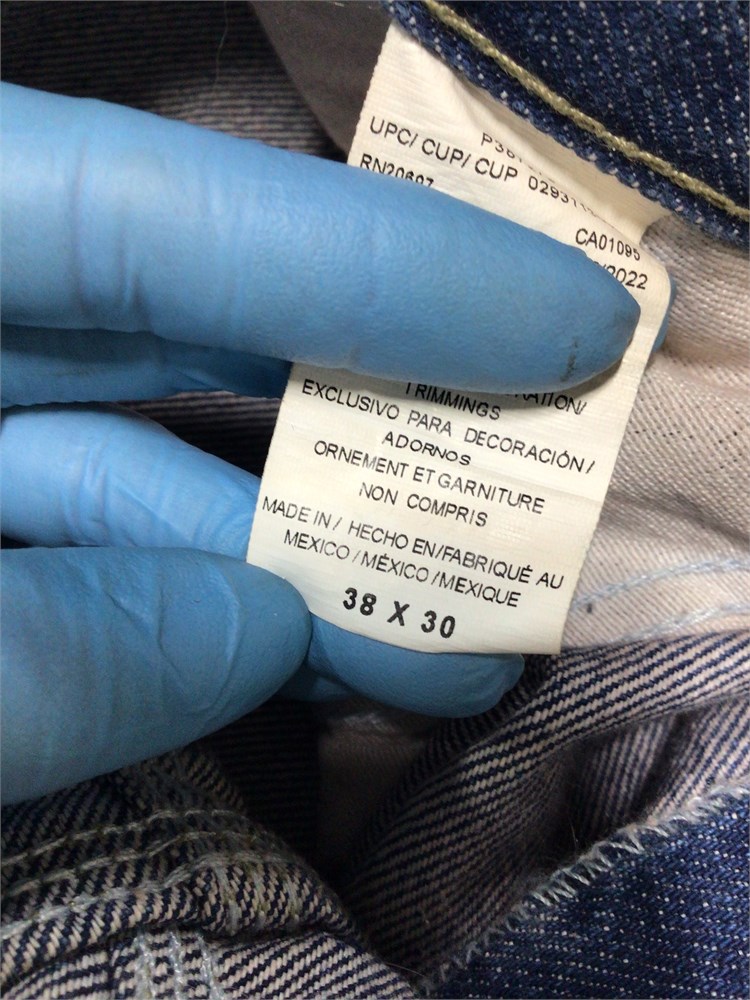 UPC/ CUP/ CUP
CA01095
TRIMMINGS
EXCLUSIVO PARA DECORACIÓN/
ADORNOS
ORNEMENT ET GARNITURE
NON COMPRIS
MADE IN / HECHO EN/FABRIQUÉ AU
MEXICO / MÉXICO /MEXIQUE
38 X 30